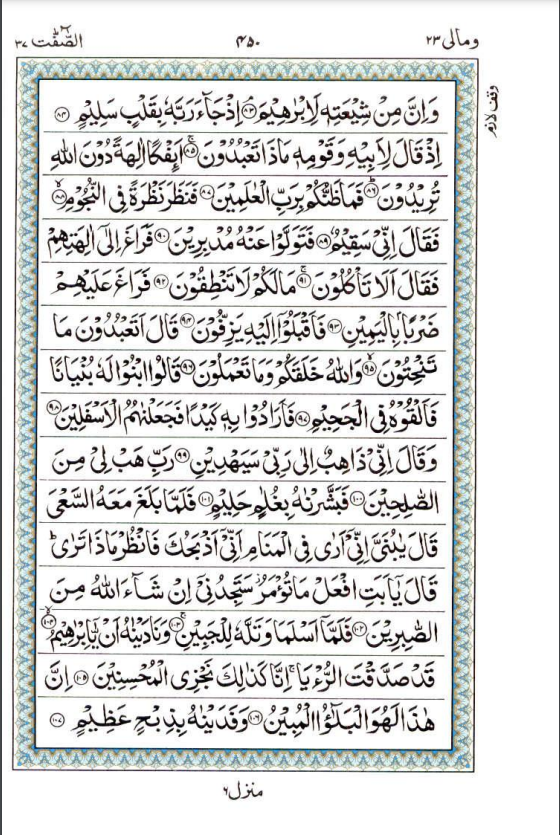 ومالی ۲۳ ۴۵۰ الصّٰٓفّٰت ۳۷
وقف لازم
وَاِنَّ مِنْ شِيْعَتِهٖ لَاِبْرٰهِيْمَ ۘ﴿۸۳﴾ اِذْ جَآءَ رَبَّهٗ بِقَلْبٍ سَلِيْمٍ ﴿۸۴﴾
اِذْ قَالَ لِاَبِيْهِ وَقَوْمِهٖ مَاذَا تَعْبُدُوْنَ ۚ﴿۸۵﴾ اَئِفْكًا اٰلِهَةً دُوْنَ اللّٰهِ
تُرِيْدُوْنَ ؕ﴿۸۶﴾ فَمَا ظَنُّكُمْ بِرَبِّ الْعٰلَمِيْنَ ﴿۸۷﴾ فَنَظَرَ نَظْرَةً فِى النُّجُوْمِ ۙ﴿۸۸﴾
فَقَالَ اِنِّىْ سَقِيْمٌ ﴿۸۹﴾ فَتَوَلَّوْا عَنْهُ مُدْبِرِيْنَ ﴿۹۰﴾ فَرَاغَ اِلٰٓى اٰلِهَتِهِمْ
فَقَالَ اَلَا تَاْكُلُوْنَ ۚ﴿۹۱﴾ مَا لَكُمْ لَا تَنْطِقُوْنَ ﴿۹۲﴾ فَرَاغَ عَلَيْهِمْ
ضَرْبًۢا بِالْيَمِيْنِ ﴿۹۳﴾ فَاَقْبَلُوْٓا اِلَيْهِ يَزِفُّوْنَ ﴿۹۴﴾ قَالَ اَتَعْبُدُوْنَ مَا
تَنْحِتُوْنَ ۙ﴿۹۵﴾ وَاللّٰهُ خَلَقَكُمْ وَمَا تَعْمَلُوْنَ ﴿۹۶﴾ قَالُوا ابْنُوْا لَهٗ بُنْيَانًا
فَاَلْقُوْهُ فِى الْجَحِيْمِ ﴿۹۷﴾ فَاَرَادُوْا بِهٖ كَيْدًا فَجَعَلْنٰهُمُ الْاَسْفَلِيْنَ ﴿۹۸﴾
وَقَالَ اِنِّىْ ذَاهِبٌ اِلٰى رَبِّىْ سَيَهْدِيْنِ ﴿۹۹﴾ رَبِّ هَبْ لِىْ مِنَ
الصّٰلِحِيْنَ ﴿۱۰۰﴾ فَبَشَّرْنٰهُ بِغُلٰمٍ حَلِيْمٍ ﴿۱۰۱﴾ فَلَمَّا بَلَغَ مَعَهُ السَّعْىَ
قَالَ يٰبُنَىَّ اِنِّىْٓ اَرٰى فِى الْمَنَامِ اَنِّىْٓ اَذْبَحُكَ فَانْظُرْ مَاذَا تَرٰى ؕ
قَالَ يٰٓاَبَتِ افْعَلْ مَا تُؤْمَرُ ؗ سَتَجِدُنِىْٓ اِنْ شَآءَ اللّٰهُ مِنَ
الصّٰبِرِيْنَ ﴿۱۰۲﴾ فَلَمَّآ اَسْلَمَا وَتَلَّهٗ لِلْجَبِيْنِ ۚ﴿۱۰۳﴾ وَنَادَيْنٰهُ اَنْ يّٰٓاِبْرٰهِيْمُ ۙ﴿۱۰۴﴾
قَدْ صَدَّقْتَ الرُّءْيَا ۚ اِنَّا كَذٰلِكَ نَجْزِى الْمُحْسِنِيْنَ ﴿۱۰۵﴾ اِنَّ
هٰذَا لَهُوَ الْبَلٰٓؤُا الْمُبِيْنُ ﴿۱۰۶﴾ وَفَدَيْنٰهُ بِذِبْحٍ عَظِيْمٍ ﴿۱۰۷﴾
منزل ۶